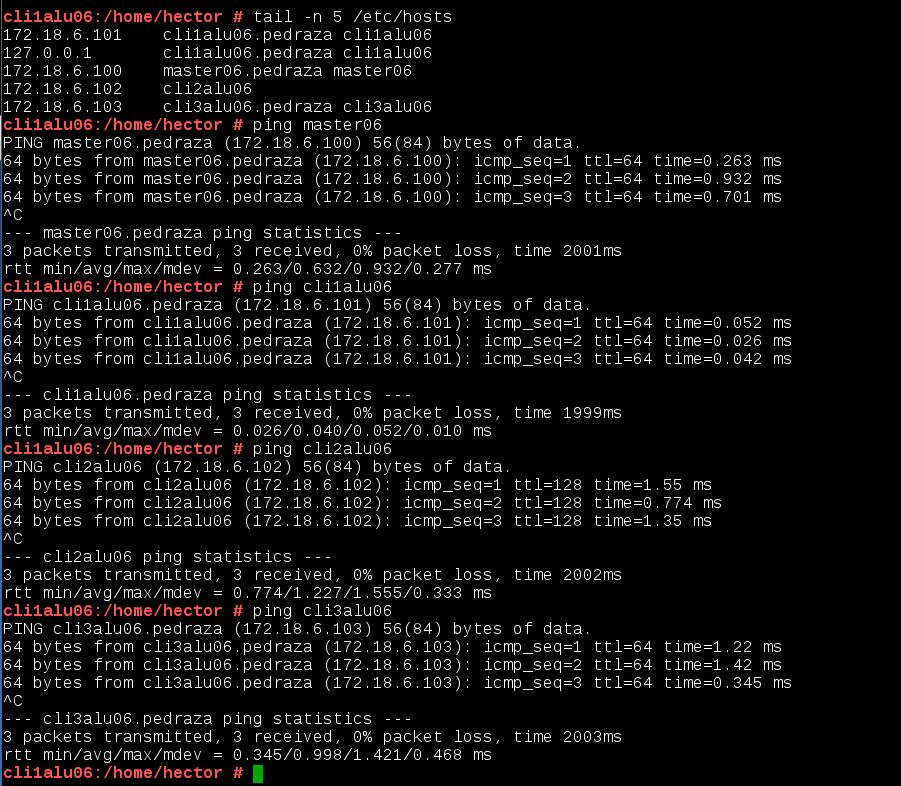 cli1alu06:/home/hector # tail -n 5 /etc/hosts
172.18.6.101    cli1alu06.pedraza cli1alu06
127.0.0.1       cli1alu06.pedraza cli1alu06
172.18.6.100    master06.pedraza master06
172.18.6.102    cli2alu06
172.18.6.103    cli3alu06.pedraza cli3alu06
cli1alu06:/home/hector # ping master06
PING master06.pedraza (172.18.6.100) 56(84) bytes of data.
64 bytes from master06.pedraza (172.18.6.100): icmp_seq=1 ttl=64 time=0.263 ms
64 bytes from master06.pedraza (172.18.6.100): icmp_seq=2 ttl=64 time=0.932 ms
64 bytes from master06.pedraza (172.18.6.100): icmp_seq=3 ttl=64 time=0.701 ms
^C
--- master06.pedraza ping statistics ---
3 packets transmitted, 3 received, 0% packet loss, time 2001ms
rtt min/avg/max/mdev = 0.263/0.632/0.932/0.277 ms
cli1alu06:/home/hector # ping cli1alu06
PING cli1alu06.pedraza (172.18.6.101) 56(84) bytes of data.
64 bytes from cli1alu06.pedraza (172.18.6.101): icmp_seq=1 ttl=64 time=0.052 ms
64 bytes from cli1alu06.pedraza (172.18.6.101): icmp_seq=2 ttl=64 time=0.026 ms
64 bytes from cli1alu06.pedraza (172.18.6.101): icmp_seq=3 ttl=64 time=0.042 ms
^C
--- cli1alu06.pedraza ping statistics ---
3 packets transmitted, 3 received, 0% packet loss, time 1999ms
rtt min/avg/max/mdev = 0.026/0.040/0.052/0.010 ms
cli1alu06:/home/hector # ping cli2alu06
PING cli2alu06 (172.18.6.102) 56(84) bytes of data.
64 bytes from cli2alu06 (172.18.6.102): icmp_seq=1 ttl=128 time=1.55 ms
64 bytes from cli2alu06 (172.18.6.102): icmp_seq=2 ttl=128 time=0.774 ms
64 bytes from cli2alu06 (172.18.6.102): icmp_seq=3 ttl=128 time=1.35 ms
^C
--- cli2alu06 ping statistics ---
3 packets transmitted, 3 received, 0% packet loss, time 2002ms
rtt min/avg/max/mdev = 0.774/1.227/1.555/0.333 ms
cli1alu06:/home/hector # ping cli3alu06
PING cli3alu06.pedraza (172.18.6.103) 56(84) bytes of data.
64 bytes from cli3alu06.pedraza (172.18.6.103): icmp_seq=1 ttl=64 time=1.22 ms
64 bytes from cli3alu06.pedraza (172.18.6.103): icmp_seq=2 ttl=64 time=1.42 ms
64 bytes from cli3alu06.pedraza (172.18.6.103): icmp_seq=3 ttl=64 time=0.345 ms
^C
--- cli3alu06.pedraza ping statistics ---
3 packets transmitted, 3 received, 0% packet loss, time 2003ms
rtt min/avg/max/mdev = 0.345/0.998/1.421/0.468 ms
cli1alu06:/home/hector #